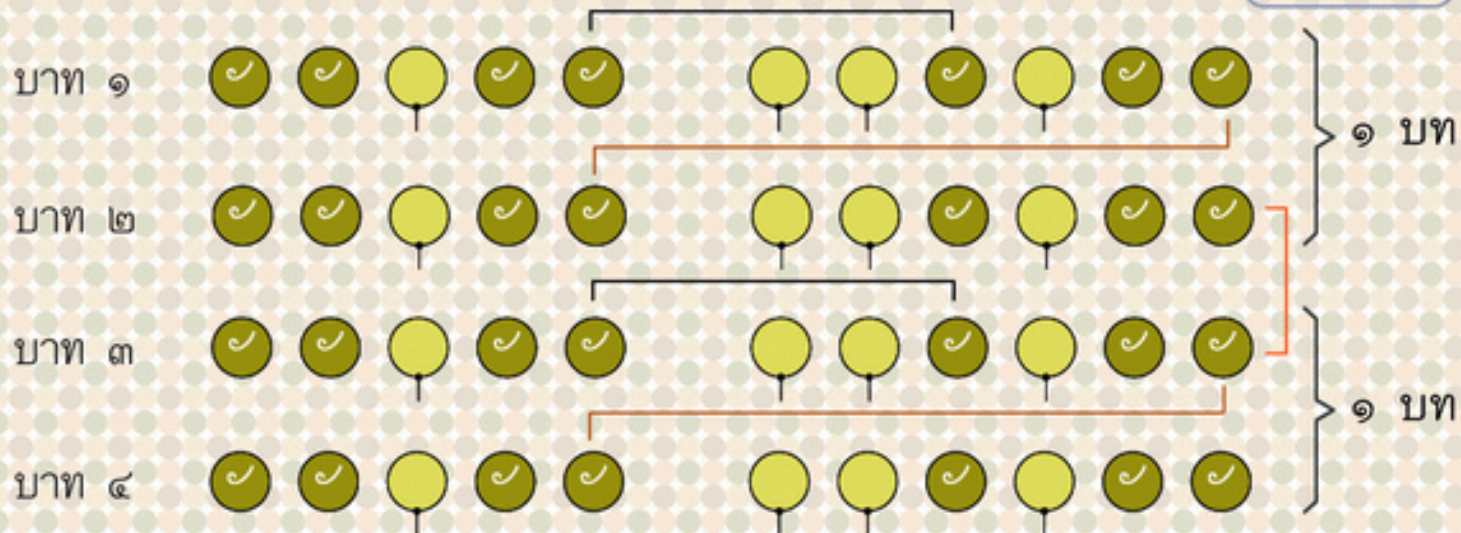 บาท ๑
๑ บท
บาท ๒
บาท ๓
๑ บท
บาท ๔